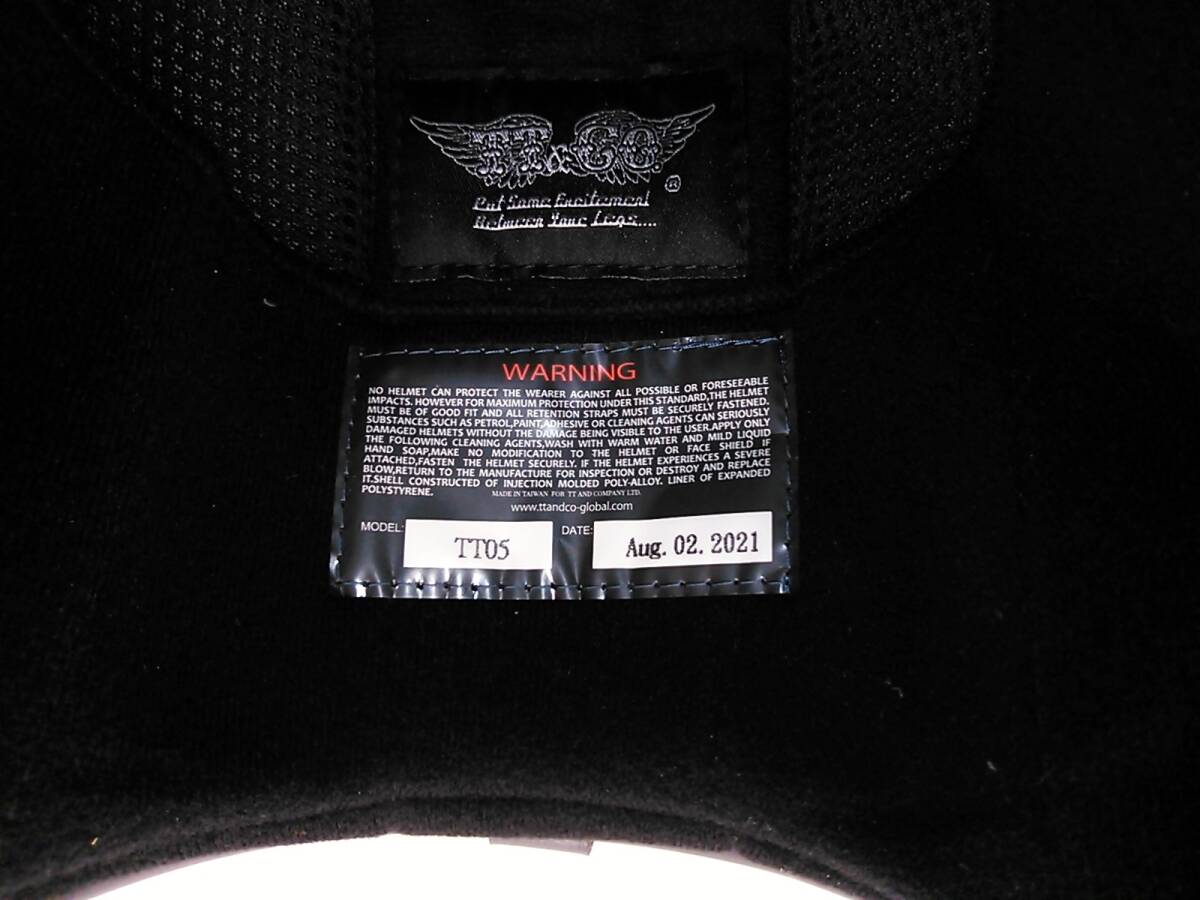 TT&CO
®
Put Some Excitement
Between Your Legs....
WARNING
NO HELMET CAN PROTECT THE WEARER AGAINST ALL POSSIBLE OR FORESEEABLE
IMPACTS. HOWEVER FOR MAXIMUM PROTECTION UNDER THIS STANDARD,THE HELMET
MUST BE OF GOOD FIT AND ALL RETENTION STRAPS MUST BE SECURELY FASTENED.
SUBSTANCES SUCH AS PETROL,PAINT,ADHESIVE OR CLEANING AGENTS CAN SERIOUSLY
DAMAGED HELMETS WITHOUT THE DAMAGE BEING VISIBLE TO THE USER.APPLY ONLY
THE FOLLOWING CLEANING AGENTS,WASH WITH WARM WATER AND MILD LIQUID
HAND SOAP,MAKE NO MODIFICATION TO THE HELMET OR FACE SHIELD IF
ATTACHED,FASTEN THE HELMET SECURELY. IF THE HELMET EXPERIENCES A SEVERE
BLOW,RETURN TO THE MANUFACTURE FOR INSPECTION OR DESTROY AND REPLACE
IT.SHELL CONSTRUCTED OF INJECTION MOLDED POLY-ALLOY. LINER OF EXPANDED
POLYSTYRENE.
MADE IN TAIWAN FOR TT AND COMPANY LTD.
www.ttandco-global.com
MODEL: TT05 DATE: Aug. 02. 2021